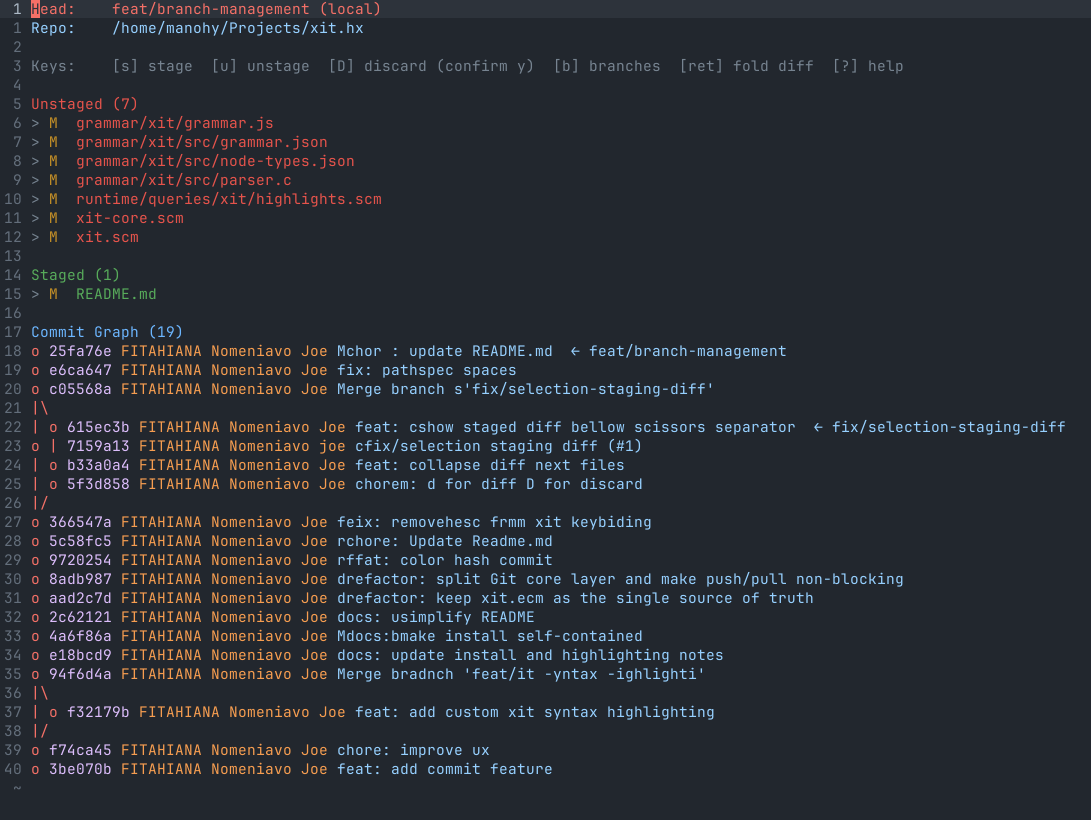 1 Head:    feat/branch-management (local)
1 Repo:    /home/manohy/Projects/xit.hx
2
3 Keys:    [s] stage  [u] unstage  [D] discard (confirm y)  [b] branches  [ret] fold diff  [?] help
4
5 Unstaged (7)
6 > M  grammar/xit/grammar.js
7 > M  grammar/xit/src/grammar.json
8 > M  grammar/xit/src/node-types.json
9 > M  grammar/xit/src/parser.c
10 > M  runtime/queries/xit/highlights.scm
11 > M  xit-core.scm
12 > M  xit.scm
13
14 Staged (1)
15 > M  README.md
16
17 Commit Graph (19)
18 o 25fa76e FITAHIANA Nomeniavo Joe Mchor : update README.md  ← feat/branch-management
19 o e6ca647 FITAHIANA Nomeniavo Joe fix: pathspec spaces
20 o c05568a FITAHIANA Nomeniavo Joe Merge branch s'fix/selection-staging-diff'
21 |\
22 | o 615ec3b FITAHIANA Nomeniavo Joe feat: cshow staged diff bellow scissors separator  ← fix/selection-staging-diff
23 o | 7159a13 FITAHIANA Nomeniavo joe cfix/selection staging diff (#1)
24 | o b33a0a4 FITAHIANA Nomeniavo Joe feat: collapse diff next files
25 | o 5f3d858 FITAHIANA Nomeniavo Joe chorem: d for diff D for discard
26 |/
27 o 366547a FITAHIANA Nomeniavo Joe feix: removehesc frmm xit keybiding
28 o 5c58fc5 FITAHIANA Nomeniavo Joe rchore: Update Readme.md
29 o 9720254 FITAHIANA Nomeniavo Joe rffat: color hash commit
30 o 8adb987 FITAHIANA Nomeniavo Joe drefactor: split Git core layer and make push/pull non-blocking
31 o aad2c7d FITAHIANA Nomeniavo Joe drefactor: keep xit.ecm as the single source of truth
32 o 2c62121 FITAHIANA Nomeniavo Joe docs: usimplify README
33 o 4a6f86a FITAHIANA Nomeniavo Joe Mdocs:bmake install self-contained
34 o e18bcd9 FITAHIANA Nomeniavo Joe docs: update install and highlighting notes
35 o 94f6d4a FITAHIANA Nomeniavo Joe Merge bradnch 'feat/it -yntax -ighlighti'
36 |\
37 | o f32179b FITAHIANA Nomeniavo Joe feat: add custom xit syntax highlighting
38 |/
39 o f74ca45 FITAHIANA Nomeniavo Joe chore: improve ux
40 o 3be070b FITAHIANA Nomeniavo Joe feat: add commit feature
~